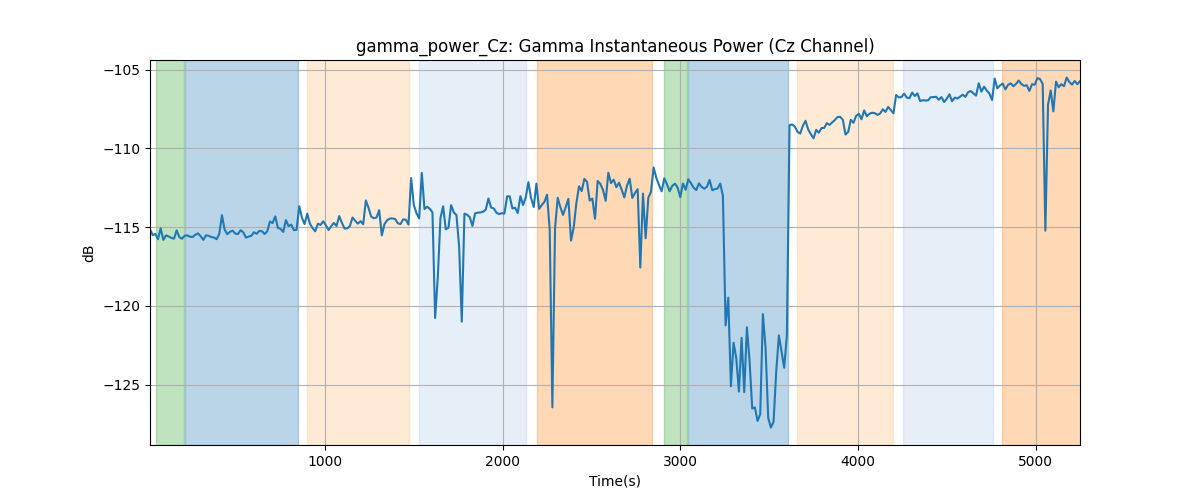 gamma_power_Cz: Gamma Instantaneous Power (Cz Channel)
−105
−110
−115
−120
−125
dB
1000 2000 3000 4000 5000
Time(s)